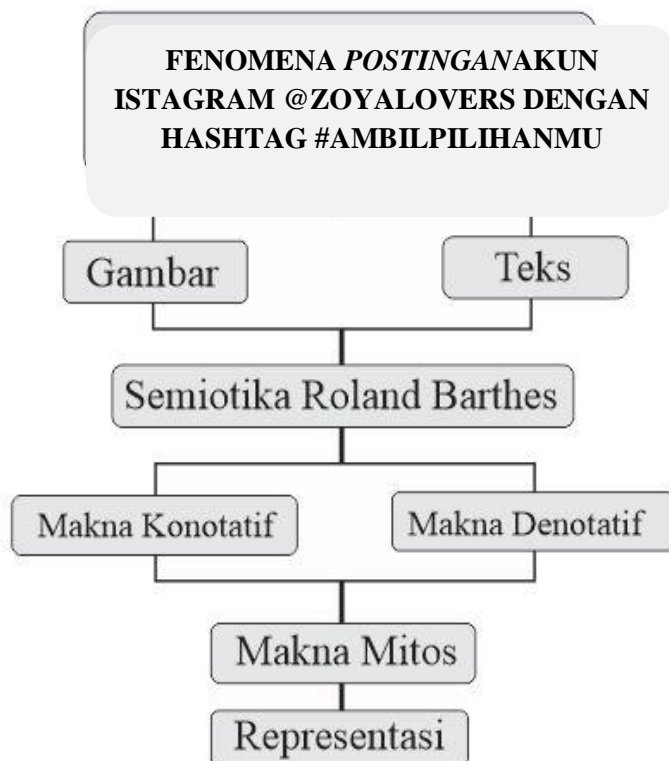 FENOMENA POSTINGANAKUN
ISTAGRAM @ZOYALOVERS DENGAN
HASHTAG #AMBILPILIHANMU
Gambar
Teks
Semiotika Roland Barthes
Makna Konotatif
Makna Denotatif
Makna Mitos
Representasi